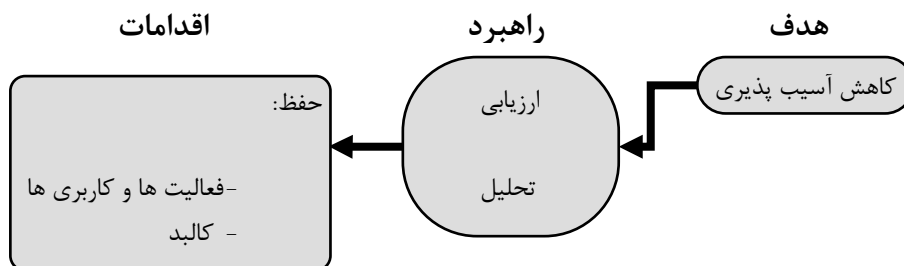 هدف
راهبرد
اقدامات
کاهش آسیب پذیری
ارزیابی
تحلیل
حفظ:
-فعالیت ها و کاربری ها
- کالبد